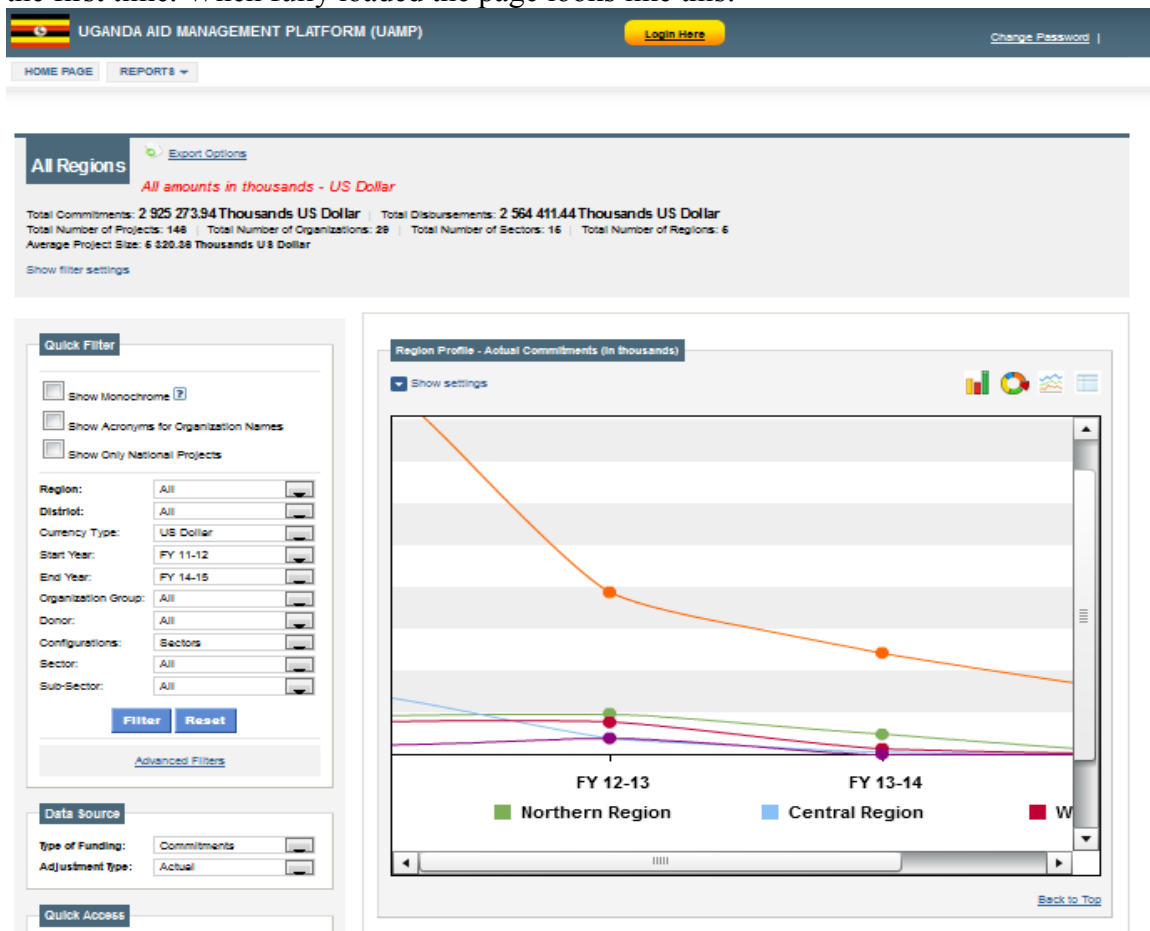 the first time. When fully loaded the page looks like this:
UGANDA AID MANAGEMENT PLATFORM (UAMP)
Login Here
Change Password |
HOME PAGE
REPORTS
All Regions
Export Options
All amounts in thousands - US Dollar
Total Commitments: 2 925 273.94 Thousands US Dollar | Total Disbursements: 2 564 411.44 Thousands US Dollar
Total Number of Projects: 146 | Total Number of Organizations: 29 | Total Number of Sectors: 15 | Total Number of Regions: 5
Average Project Size: 5 320.36 Thousands US Dollar
Show filter settings
Quick Filter
Show Monochrome ?
Show Acronyms for Organization Names
Show Only National Projects
Region: All
District: All
Currency Type: US Dollar
Start Year: FY 11-12
End Year: FY 14-15
Organization Group: All
Donor: All
Configurations: Sectors
Sector: All
Sub-Sector: All
Filter Reset
Advanced Filters
Data Source
Type of Funding: Commitments
Adjustment Type: Actual
Quick Access
Region Profile - Actual Commitments (in thousands)
Show settings
FY 12-13 FY 13-14
Northern Region Central Region W
Back to Top